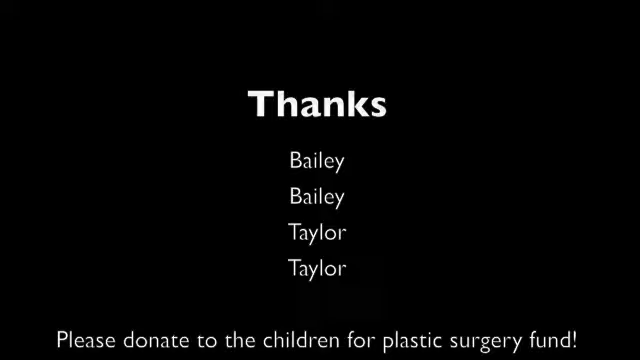 Thanks
Bailey
Bailey
Taylor
Taylor
Please donate to the children for plastic surgery fund!